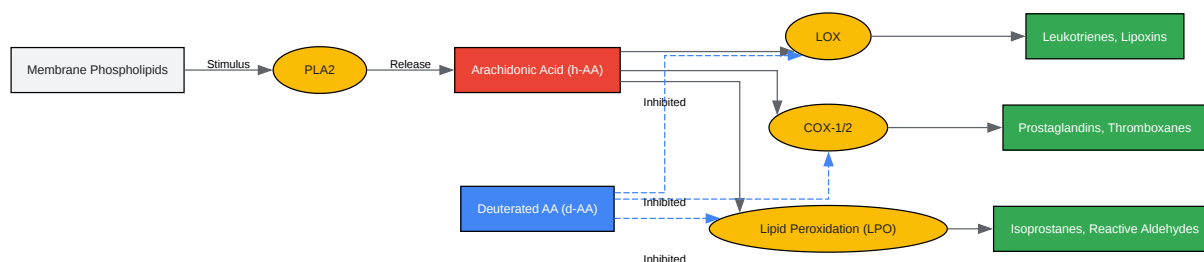 LOX
Leukotrienes, Lipoxins
Membrane Phospholipids
Stimulus
PLA2
Release
Arachidonic Acid (h-AA)
Inhibited
COX-1/2
Prostaglandins, Thromboxanes
Deuterated AA (d-AA)
Inhibited
Lipid Peroxidation (LPO)
Isoprostanes, Reactive Aldehydes
Inhibited